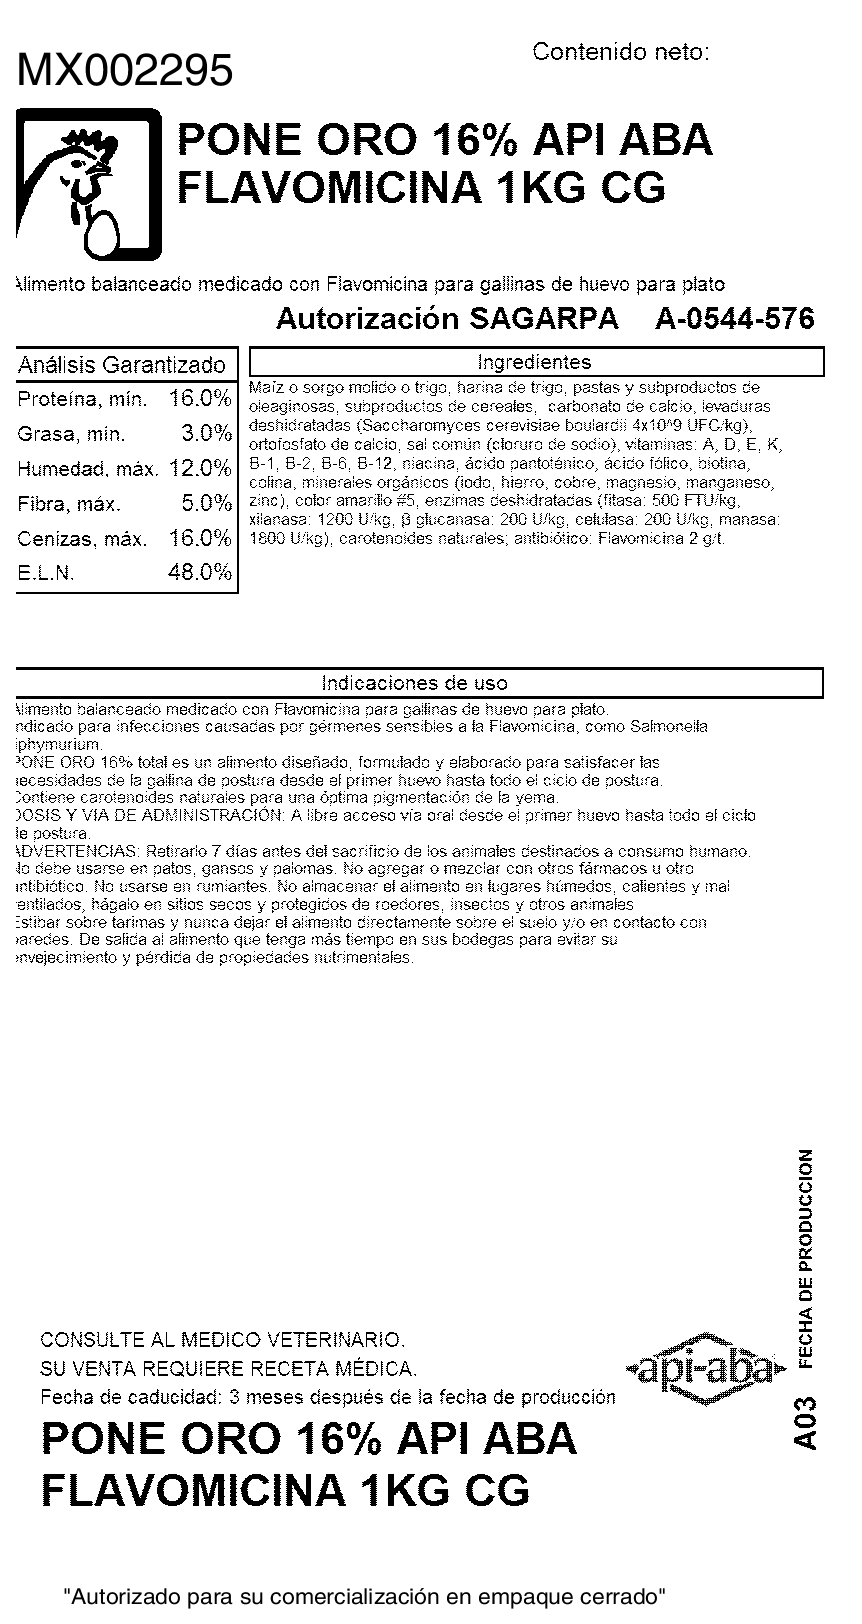 Contenido neto:
MX002295
PONE ORO 16% API ABA
FLAVOMICINA 1KG CG
Alimento balanceado medicado con Flavomicina para gallinas de huevo para plato
Autorización SAGARPA A-0544-576
Análisis Garantizado
Proteína, mín. 16.0%
Grasa, mín. 3.0%
Humedad, máx. 12.0%
Fibra, máx. 5.0%
Cenizas, máx. 16.0%
E.L.N. 48.0%
Ingredientes
Maíz o sorgo molido o trigo, harina de trigo, pastas y subproductos de
oleaginosas, subproductos de cereales, carbonato de calcio, levaduras
deshidratadas (Saccharomyces cerevisiae boulardii 4x10^9 UFC/kg),
ortofosfato de calcio, sal común (cloruro de sodio), vitaminas: A, D, E, K,
B-1, B-2, B-6, B-12, niacina, ácido pantoténico, ácido fólico, biotina,
colina, minerales orgánicos (iodo, hierro, cobre, magnesio, manganeso,
zinc), color amarillo #5, enzimas deshidratadas (fitasa: 500 FTU/kg,
xilanasa: 1200 U/kg, β glucanasa: 200 U/kg, celulasa: 200 U/kg, manasa:
1800 U/kg), carotenoides naturales; antibiótico: Flavomicina 2 g/t.
Indicaciones de uso
Alimento balanceado medicado con Flavomicina para gallinas de huevo para plato.
ndicado para infecciones causadas por gérmenes sensibles a la Flavomicina, como Salmonella
iphymurium.
PONE ORO 16% total es un alimento diseñado, formulado y elaborado para satisfacer las
necesidades de la gallina de postura desde el primer huevo hasta todo el ciclo de postura.
Contiene carotenoides naturales para una óptima pigmentación de la yema.
DOSIS Y VIA DE ADMINISTRACIÓN: A libre acceso vía oral desde el primer huevo hasta todo el ciclo
de postura.
ADVERTENCIAS: Retirarlo 7 días antes del sacrificio de los animales destinados a consumo humano.
No debe usarse en patos, gansos y palomas. No agregar o mezclar con otros fármacos u otro
antibiótico. No usarse en rumiantes. No almacenar el alimento en lugares húmedos, calientes y mal
ventilados, hágalo en sitios secos y protegidos de roedores, insectos y otros animales
Estibar sobre tarimas y nunca dejar el alimento directamente sobre el suelo y/o en contacto con
paredes. De salida al alimento que tenga más tiempo en sus bodegas para evitar su
envejecimiento y pérdida de propiedades nutrimentales.
A03 FECHA DE PRODUCCION
CONSULTE AL MEDICO VETERINARIO.
SU VENTA REQUIERE RECETA MÉDICA.
Fecha de caducidad: 3 meses después de la fecha de producción
api-aba
PONE ORO 16% API ABA
FLAVOMICINA 1KG CG
"Autorizado para su comercialización en empaque cerrado"